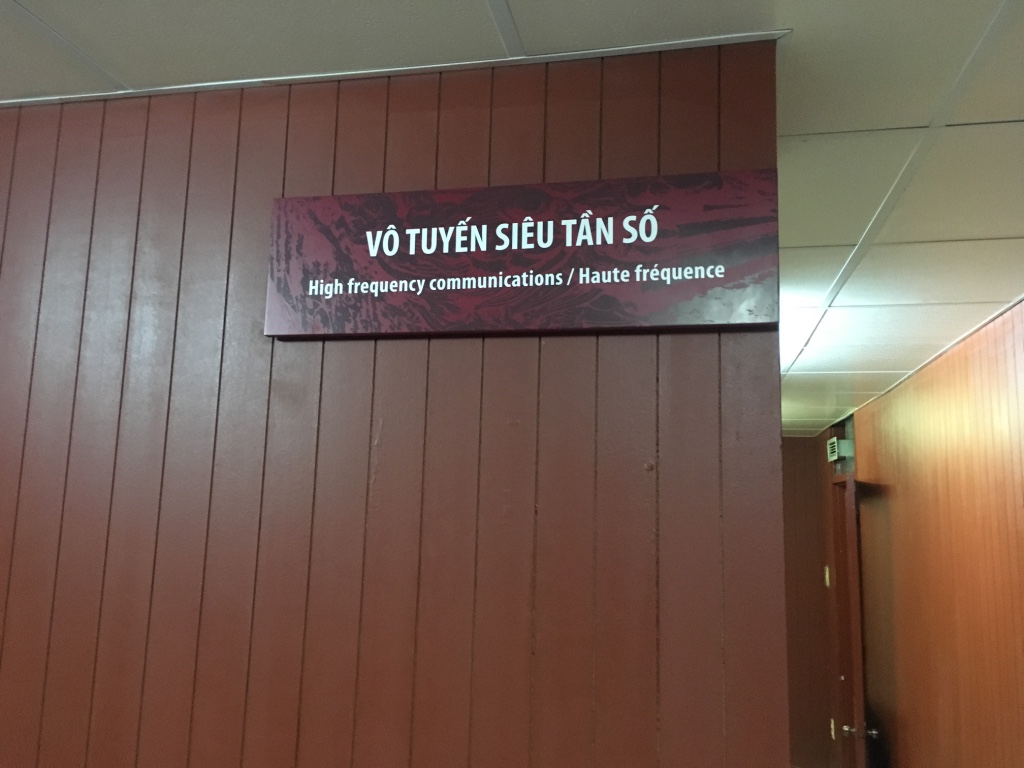 VÔ TUYẾN SIÊU TẦN SỐ
High frequency communications / Haute fréquence